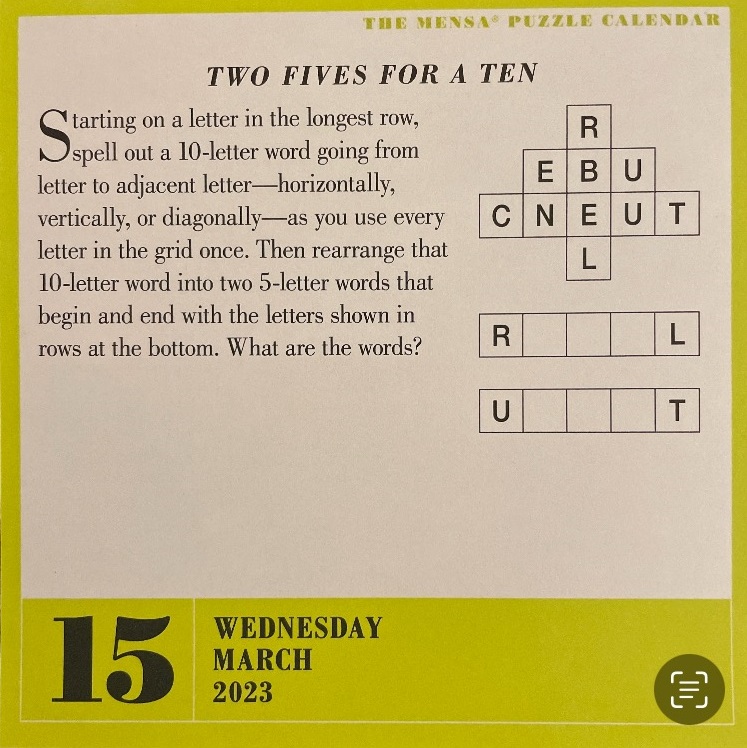 THE MENSA® PUZZLE CALENDAR
TWO FIVES FOR A TEN
Starting on a letter in the longest row,
spell out a 10-letter word going from
letter to adjacent letter—horizontally,
vertically, or diagonally—as you use every
letter in the grid once. Then rearrange that
10-letter word into two 5-letter words that
begin and end with the letters shown in
rows at the bottom. What are the words?
R
E B U
C N E U T
L
R L
U T
15
WEDNESDAY
MARCH
2023